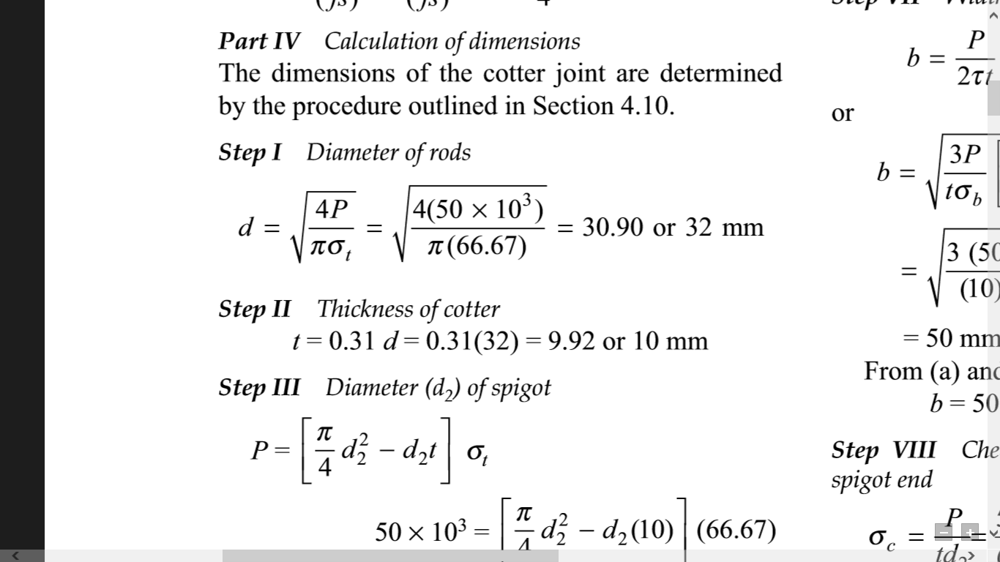 Part IV Calculation of dimensions
The dimensions of the cotter joint are determined
by the procedure outlined in Section 4.10.
Step I Diameter of rods
d = √(4P / πσ_t) = √(4(50 × 10³) / π(66.67)) = 30.90 or 32 mm
Step II Thickness of cotter
t = 0.31 d = 0.31(32) = 9.92 or 10 mm
Step III Diameter (d₂) of spigot
P = [π/4 d₂² − d₂t] σ_t
50 × 10³ = [π/4 d₂² − d₂(10)] (66.67)
b = P / 2τt
or
b = √(3P / tσ_b [
= √(3 (50 / (10)
= 50 mm
From (a) and
b = 50
Step VIII Che
spigot end
σ_c = P / td₂ =